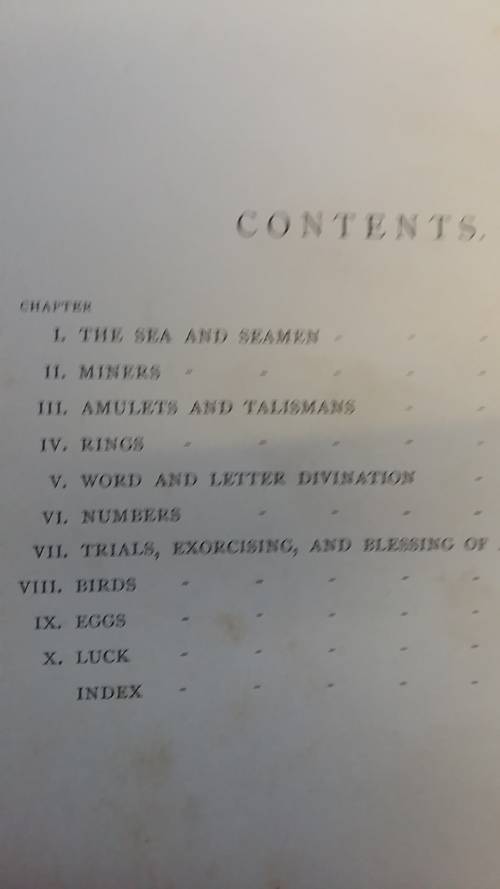 CONTENTS.
CHAPTER
I. THE SEA AND SEAMEN - - -
II. MINERS - - - - -
III. AMULETS AND TALISMANS - -
IV. RINGS - - - - -
V. WORD AND LETTER DIVINATION -
VI. NUMBERS - - - -
VII. TRIALS, EXORCISING, AND BLESSING OF
VIII. BIRDS - - - - -
IX. EGGS - - - - -
X. LUCK - - - - -
INDEX - - - - -